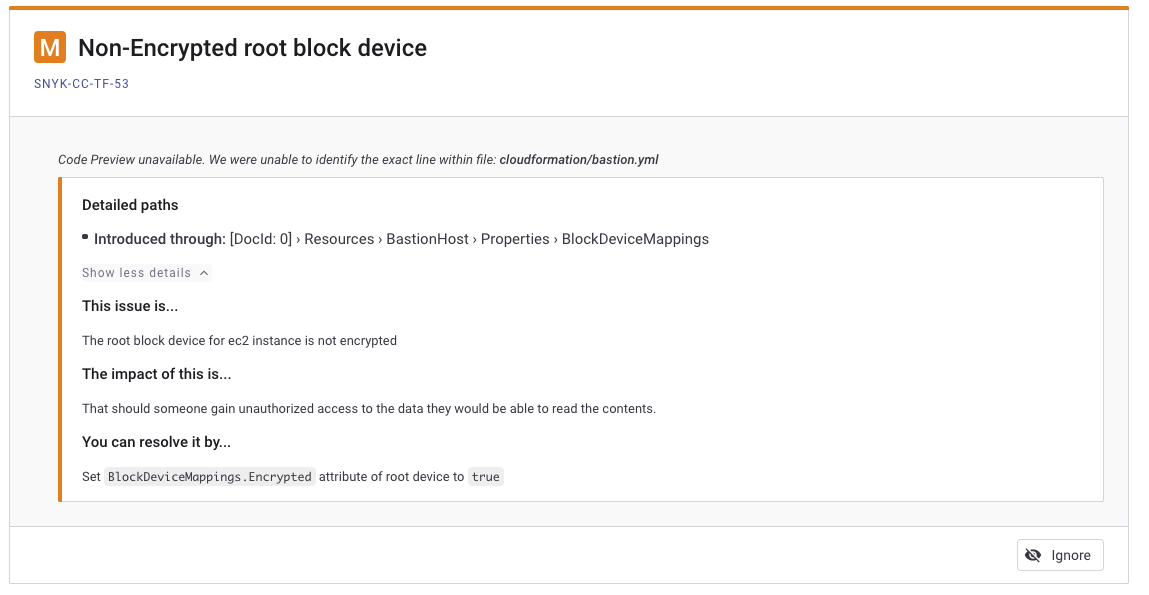 M Non-Encrypted root block device
SNYK-CC-TF-53
Code Preview unavailable. We were unable to identify the exact line within file: cloudformation/bastion.yml
Detailed paths
Introduced through: [DocId: 0] › Resources › BastionHost › Properties › BlockDeviceMappings
Show less details
This issue is...
The root block device for ec2 instance is not encrypted
The impact of this is...
That should someone gain unauthorized access to the data they would be able to read the contents.
You can resolve it by...
Set BlockDeviceMappings.Encrypted attribute of root device to true
Ignore